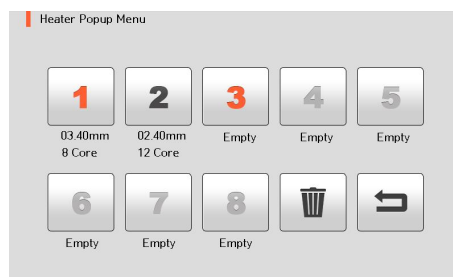 Heater Popup Menu
1 2 3 4 5
03.40mm 02.40mm Empty Empty Empty
8 Core 12 Core
6 7 8
Empty Empty Empty